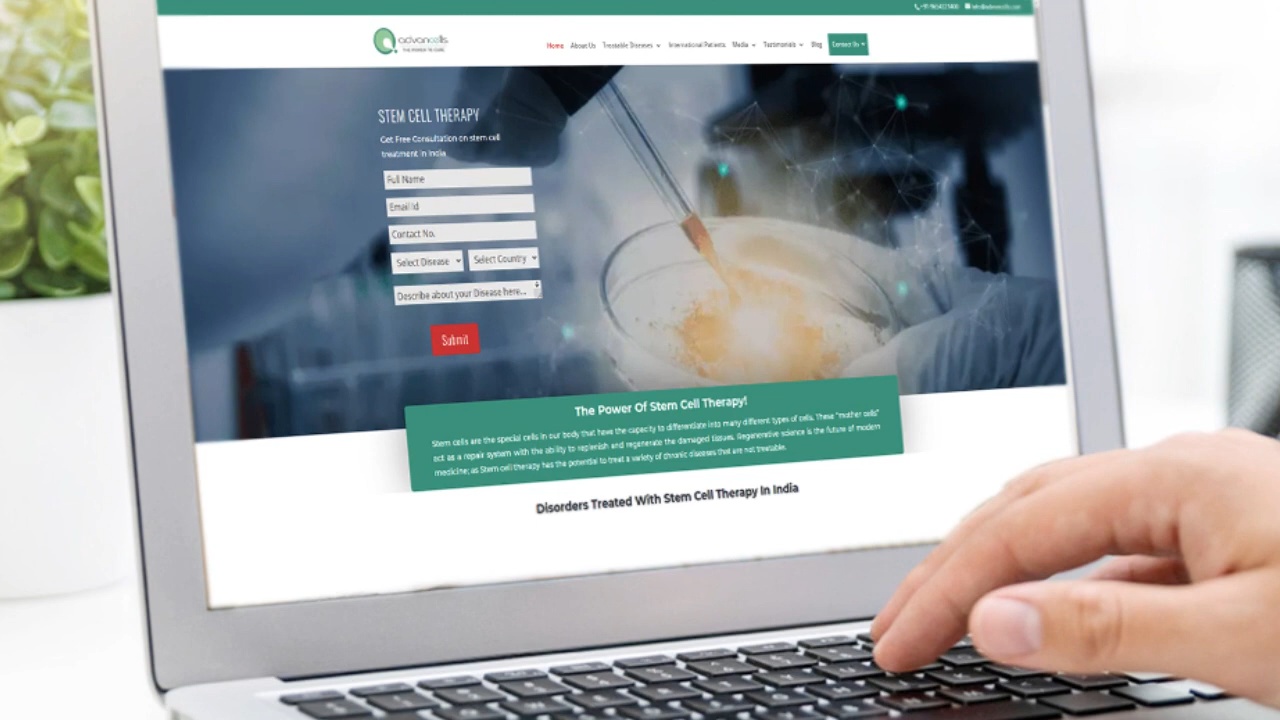 advancells
THE POWER TO CURE
Home About Us Treatable Diseases International Patients Media Testimonials Blog Contact Us
STEM CELL THERAPY
Get Free Consultation on stem cell
treatment in India
Full Name
Email Id
Contact No.
Select Disease Select Country
Describe about your Disease here...
Submit
The Power Of Stem Cell Therapy!
Stem cells are the special cells in our body that have the capacity to differentiate into many different types of cells. These "mother cells"
act as a repair system with the ability to replenish and regenerate the damaged tissues. Regenerative science is the future of modern
medicine; as Stem cell therapy has the potential to treat a variety of chronic diseases that are not treatable.
Disorders Treated With Stem Cell Therapy In India